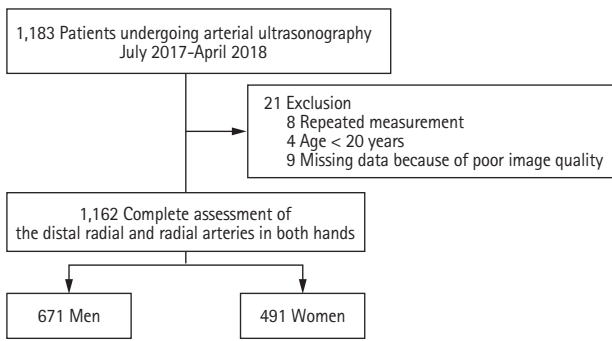 1,183 Patients undergoing arterial ultrasonography
July 2017-April 2018
21 Exclusion
8 Repeated measurement
4 Age < 20 years
9 Missing data because of poor image quality
1,162 Complete assessment of
the distal radial and radial arteries in both hands
671 Men
491 Women